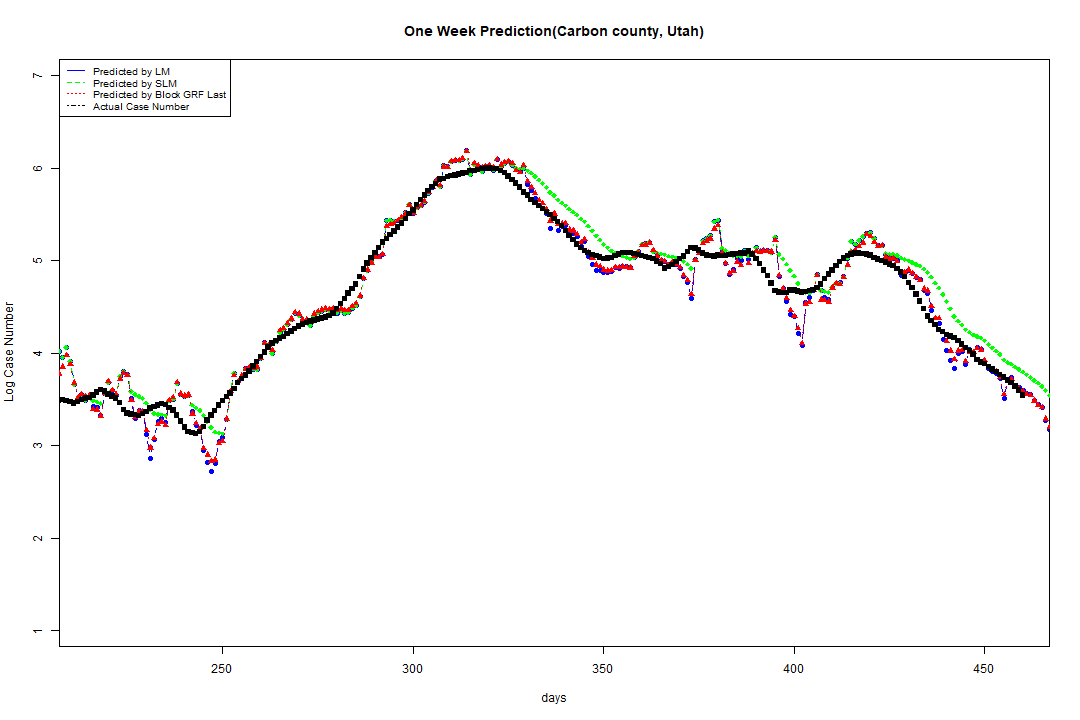 One Week Prediction(Carbon county, Utah)
Predicted by LM
Predicted by SLM
Predicted by Block GRF Last
Actual Case Number
7
6
5
4
3
2
1
Log Case Number
250 300 350 400 450
days